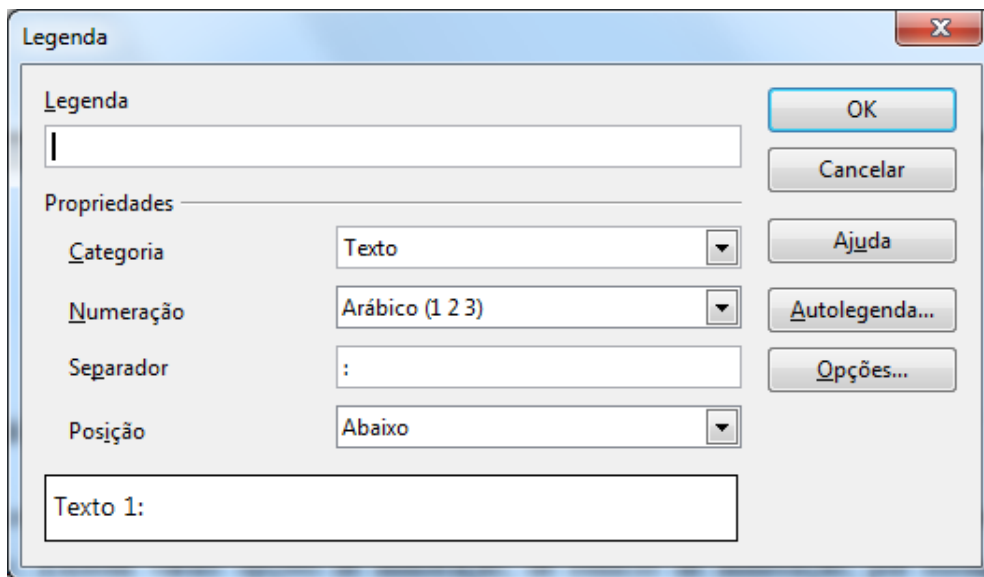 Legenda
Legenda
OK
Cancelar
Propriedades
Categoria
Texto
Ajuda
Numeração
Arábico (1 2 3)
Autolegenda...
Separador
:
Opções...
Posição
Abaixo
Texto 1: